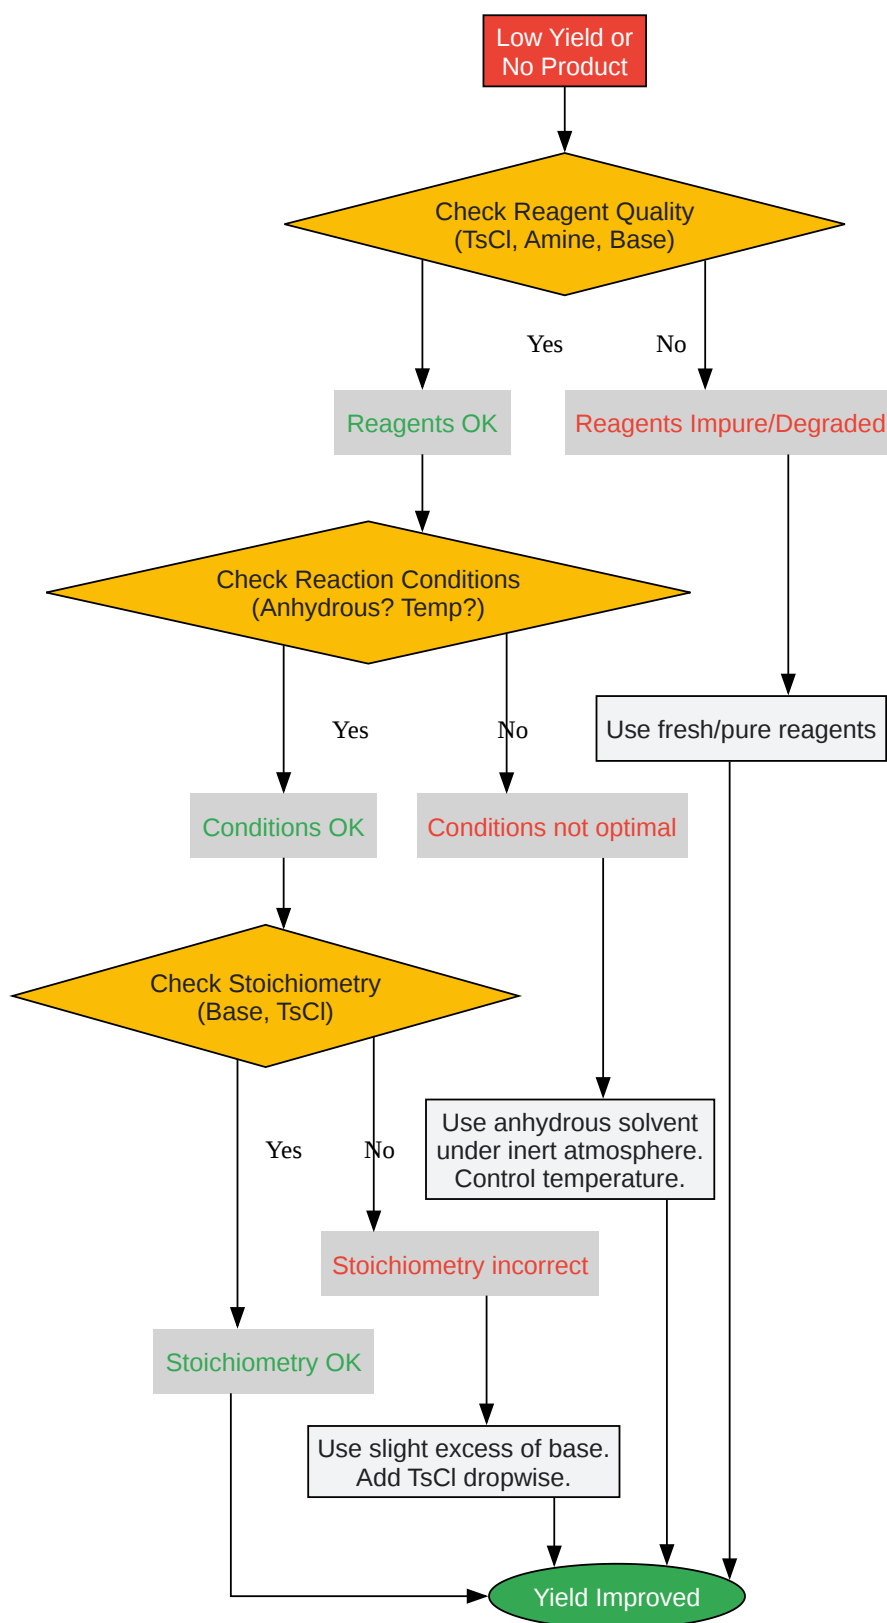 Low Yield or
No Product
Check Reagent Quality
(TsCl, Amine, Base)
Yes
No
Reagents OK
Reagents Impure/Degraded
Check Reaction Conditions
(Anhydrous? Temp?)
Yes
No
Use fresh/pure reagents
Conditions OK
Conditions not optimal
Check Stoichiometry
(Base, TsCl)
Use anhydrous solvent
under inert atmosphere.
Control temperature.
Yes
No
Stoichiometry incorrect
Stoichiometry OK
Use slight excess of base.
Add TsCl dropwise.
Yield Improved